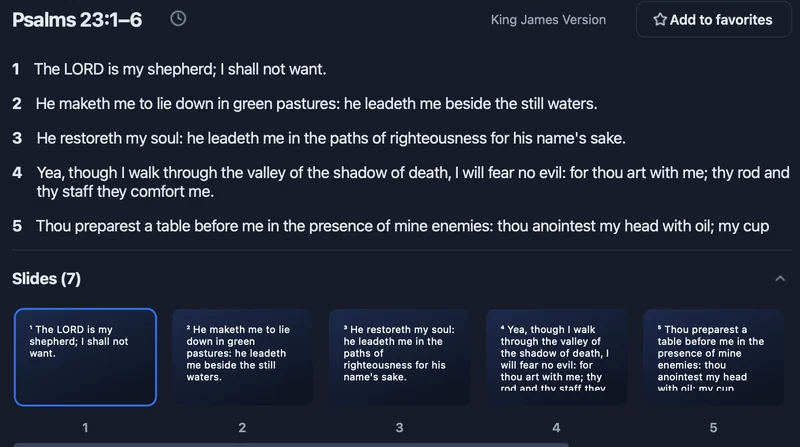 Psalms 23:1–6
King James Version
Add to favorites
1 The LORD is my shepherd; I shall not want.
2 He maketh me to lie down in green pastures: he leadeth me beside the still waters.
3 He restoreth my soul: he leadeth me in the paths of righteousness for his name's sake.
4 Yea, though I walk through the valley of the shadow of death, I will fear no evil: for thou art with me; thy rod and
thy staff they comfort me.
5 Thou preparest a table before me in the presence of mine enemies: thou anointest my head with oil; my cup
Slides (7)
¹ The LORD is my
shepherd; I shall not
want.
² He maketh me to lie
down in green
pastures: he leadeth
me beside the still
waters.
³ He restoreth my soul:
he leadeth me in the
paths of
righteousness for his
name's sake.
⁴ Yea, though I walk
through the valley of
the shadow of death, I
will fear no evil: for
thou art with me; thy
rod and thy staff they
⁵ Thou preparest a
table before me in the
presence of mine
enemies: thou
anointest my head
with oil; my cup
1
2
3
4
5